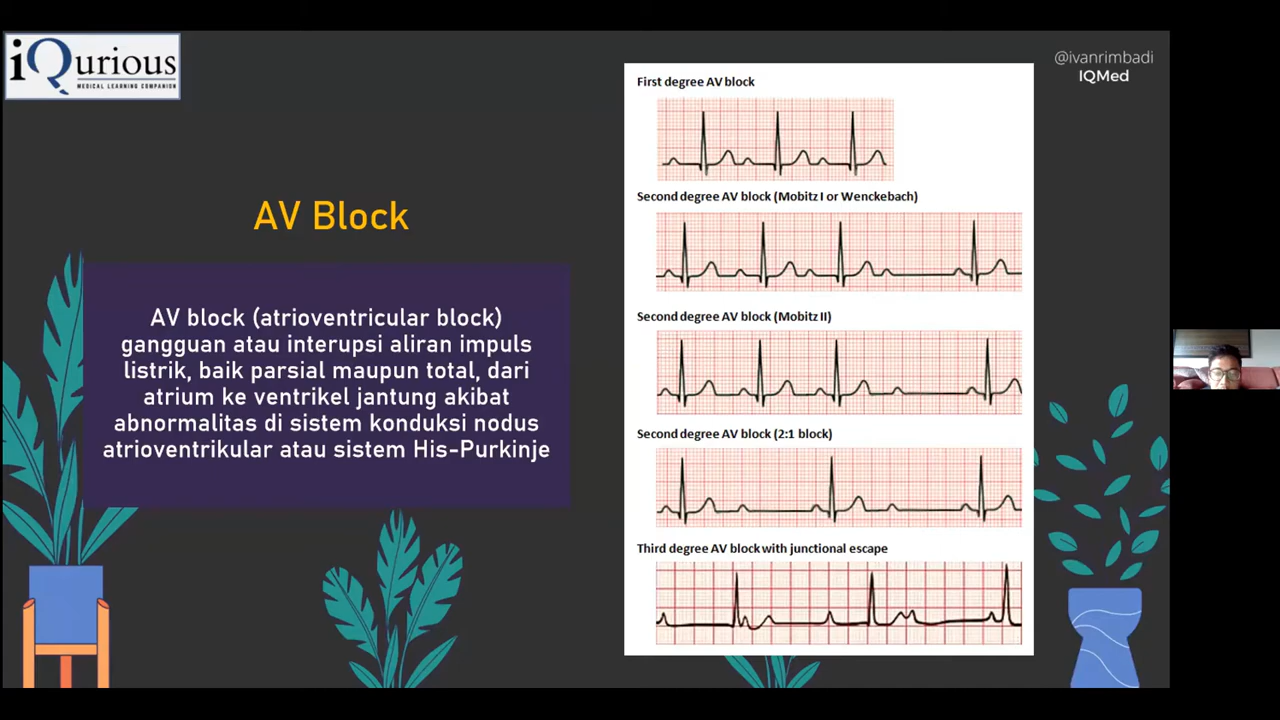 iQurious
MEDICAL LEARNING COMPANION
@ivanrimbadi
IQMed
AV Block
AV block (atrioventricular block)
gangguan atau interupsi aliran impuls
listrik, baik parsial maupun total, dari
atrium ke ventrikel jantung akibat
abnormalitas di sistem konduksi nodus
atrioventrikular atau sistem His-Purkinje
First degree AV block
Second degree AV block (Mobitz I or Wenckebach)
Second degree AV block (Mobitz II)
Second degree AV block (2:1 block)
Third degree AV block with junctional escape